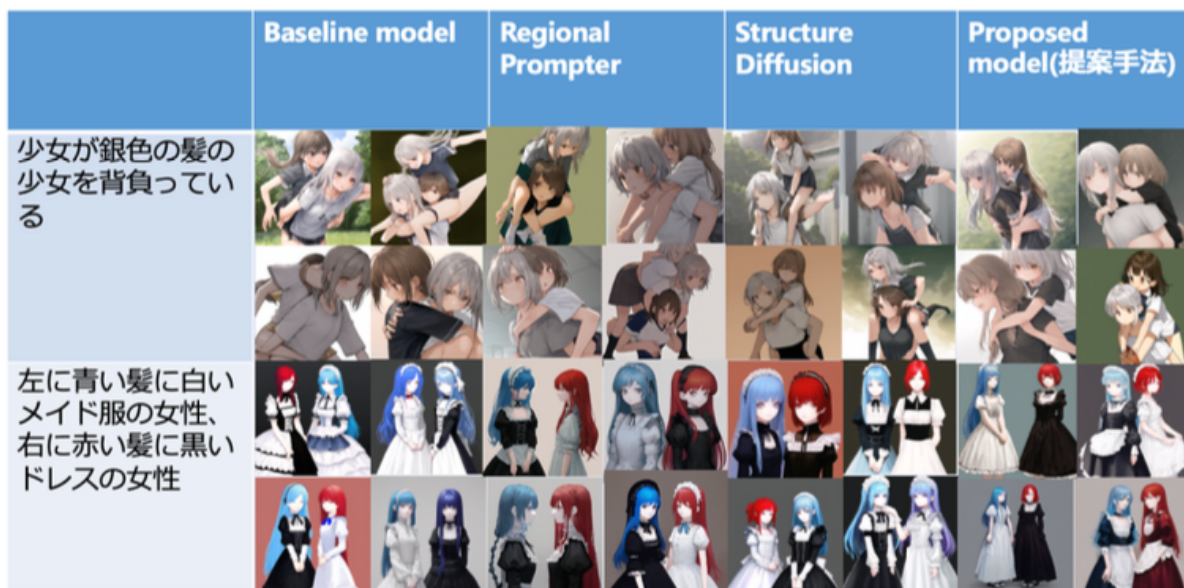 Baseline model
Regional
Prompter
Structure
Diffusion
Proposed
model(提案手法)
少女が銀色の髪の
少女を背負ってい
る
左に青い髪に白い
メイド服の女性、
右に赤い髪に黒い
ドレスの女性